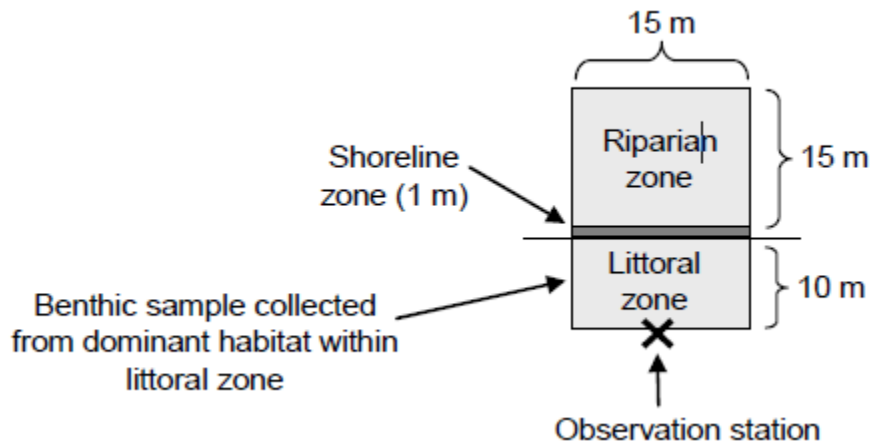 15 m
Riparian
zone
15 m
Shoreline
zone (1 m)
Littoral
zone
10 m
Benthic sample collected
from dominant habitat within
littoral zone
Observation station